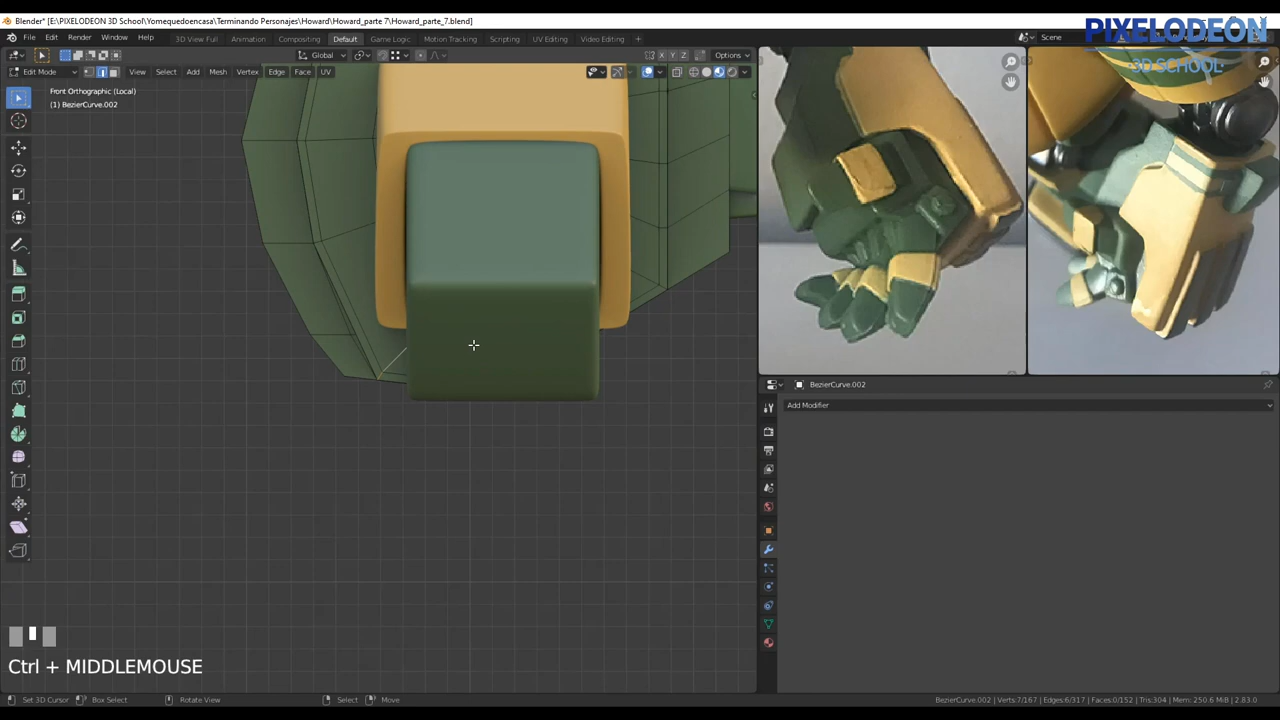 Blender* [E:\PIXELODEON 3D School\Yomequedoencasa\Terminando Personajes\Howard\Howard_parte 7\Howard_parte_7.blend]
PIXELODEON
3D SCHOOL
File Edit Render Window Help 3D View Full Animation Compositing Default Game Logic Motion Tracking Scripting UV Editing Video Editing + Scene
Global X Y Z Options
Edit Mode View Select Add Mesh Vertex Edge Face UV
Front Orthographic (Local)
(1) BezierCurve.002
BezierCurve.002
Add Modifier
Ctrl + MIDDLEMOUSE
Set 3D Cursor Box Select Rotate View Select Move BezierCurve.002 | Verts:7/167 | Edges:6/317 | Faces:0/152 | Tris:304 | Mem: 250.6 MiB | 2.83.0